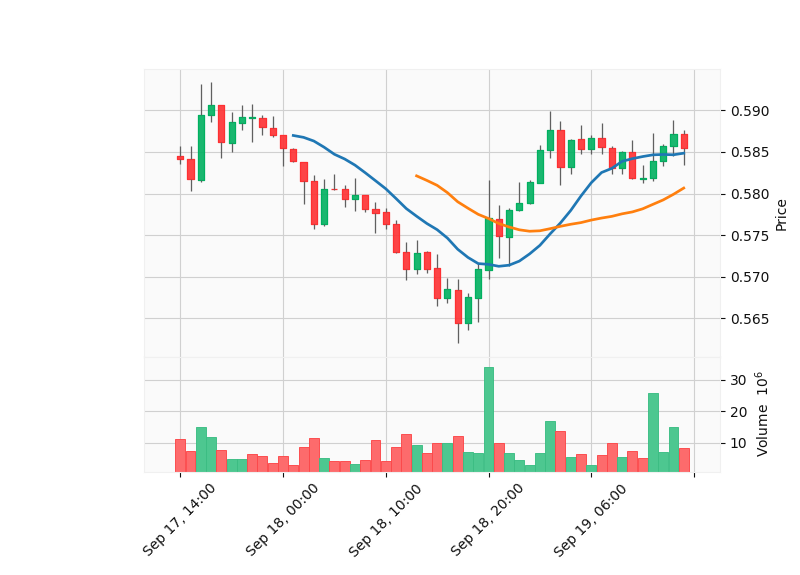 0.590
0.585
0.580
0.575
0.570
0.565
Price
30
20
10
Volume 10^6
Sep 17, 14:00
Sep 18, 00:00
Sep 18, 10:00
Sep 18, 20:00
Sep 19, 06:00